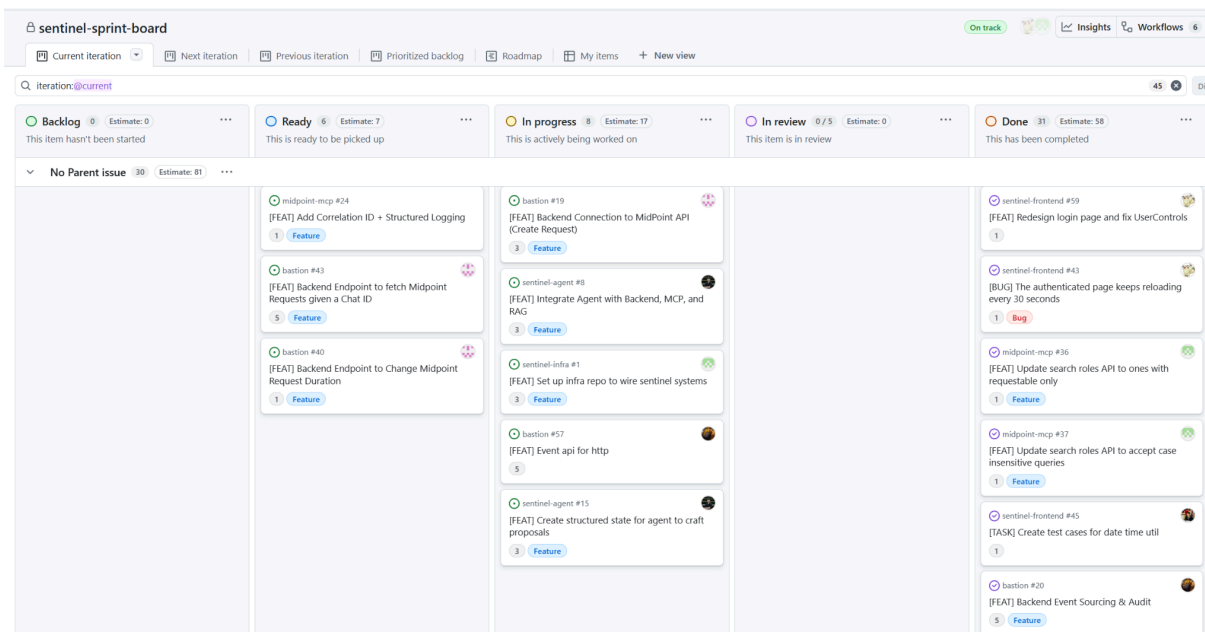 sentinel-sprint-board
On track
Insights
Workflows 6
Current iteration
Next iteration
Previous iteration
Prioritized backlog
Roadmap
My items
+ New view
iteration:@current
45
Di
Backlog 0 Estimate: 0 ...
This item hasn't been started
Ready 6 Estimate: 7 ...
This is ready to be picked up
In progress 8 Estimate: 17 ...
This is actively being worked on
In review 0 / 5 Estimate: 0 ...
This item is in review
Done 31 Estimate: 58 ...
This has been completed
No Parent issue 30 Estimate: 81 ...
midpoint-mcp #24
[FEAT] Add Correlation ID + Structured Logging
1 Feature
bastion #43
[FEAT] Backend Endpoint to fetch Midpoint
Requests given a Chat ID
5 Feature
bastion #40
[FEAT] Backend Endpoint to Change Midpoint
Request Duration
1 Feature
bastion #19
[FEAT] Backend Connection to MidPoint API
(Create Request)
3 Feature
sentinel-agent #8
[FEAT] Integrate Agent with Backend, MCP, and
RAG
3 Feature
sentinel-infra #1
[FEAT] Set up infra repo to wire sentinel systems
3 Feature
bastion #57
[FEAT] Event api for http
5
sentinel-agent #15
[FEAT] Create structured state for agent to craft
proposals
3 Feature
sentinel-frontend #59
[FEAT] Redesign login page and fix UserControls
1
sentinel-frontend #43
[BUG] The authenticated page keeps reloading
every 30 seconds
1 Bug
midpoint-mcp #36
[FEAT] Update search roles API to ones with
requestable only
1 Feature
midpoint-mcp #37
[FEAT] Update search roles API to accept case
insensitive queries
1 Feature
sentinel-frontend #45
[TASK] Create test cases for date time util
1
bastion #20
[FEAT] Backend Event Sourcing & Audit
5 Feature